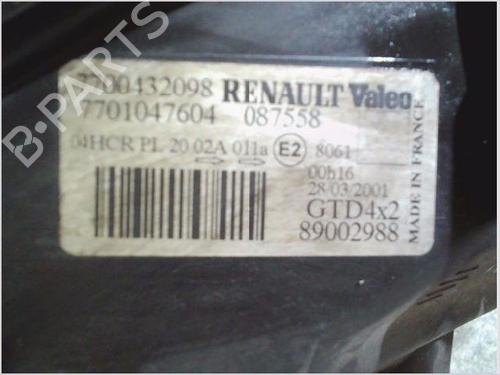 B-PARTS
7700432098 RENAULT Valeo
7701047604 087558
04HCR PL 20 02A 011a E2 8061
00h16
28/03/2001
GTD4x2
89002988
MADE IN FRANCE